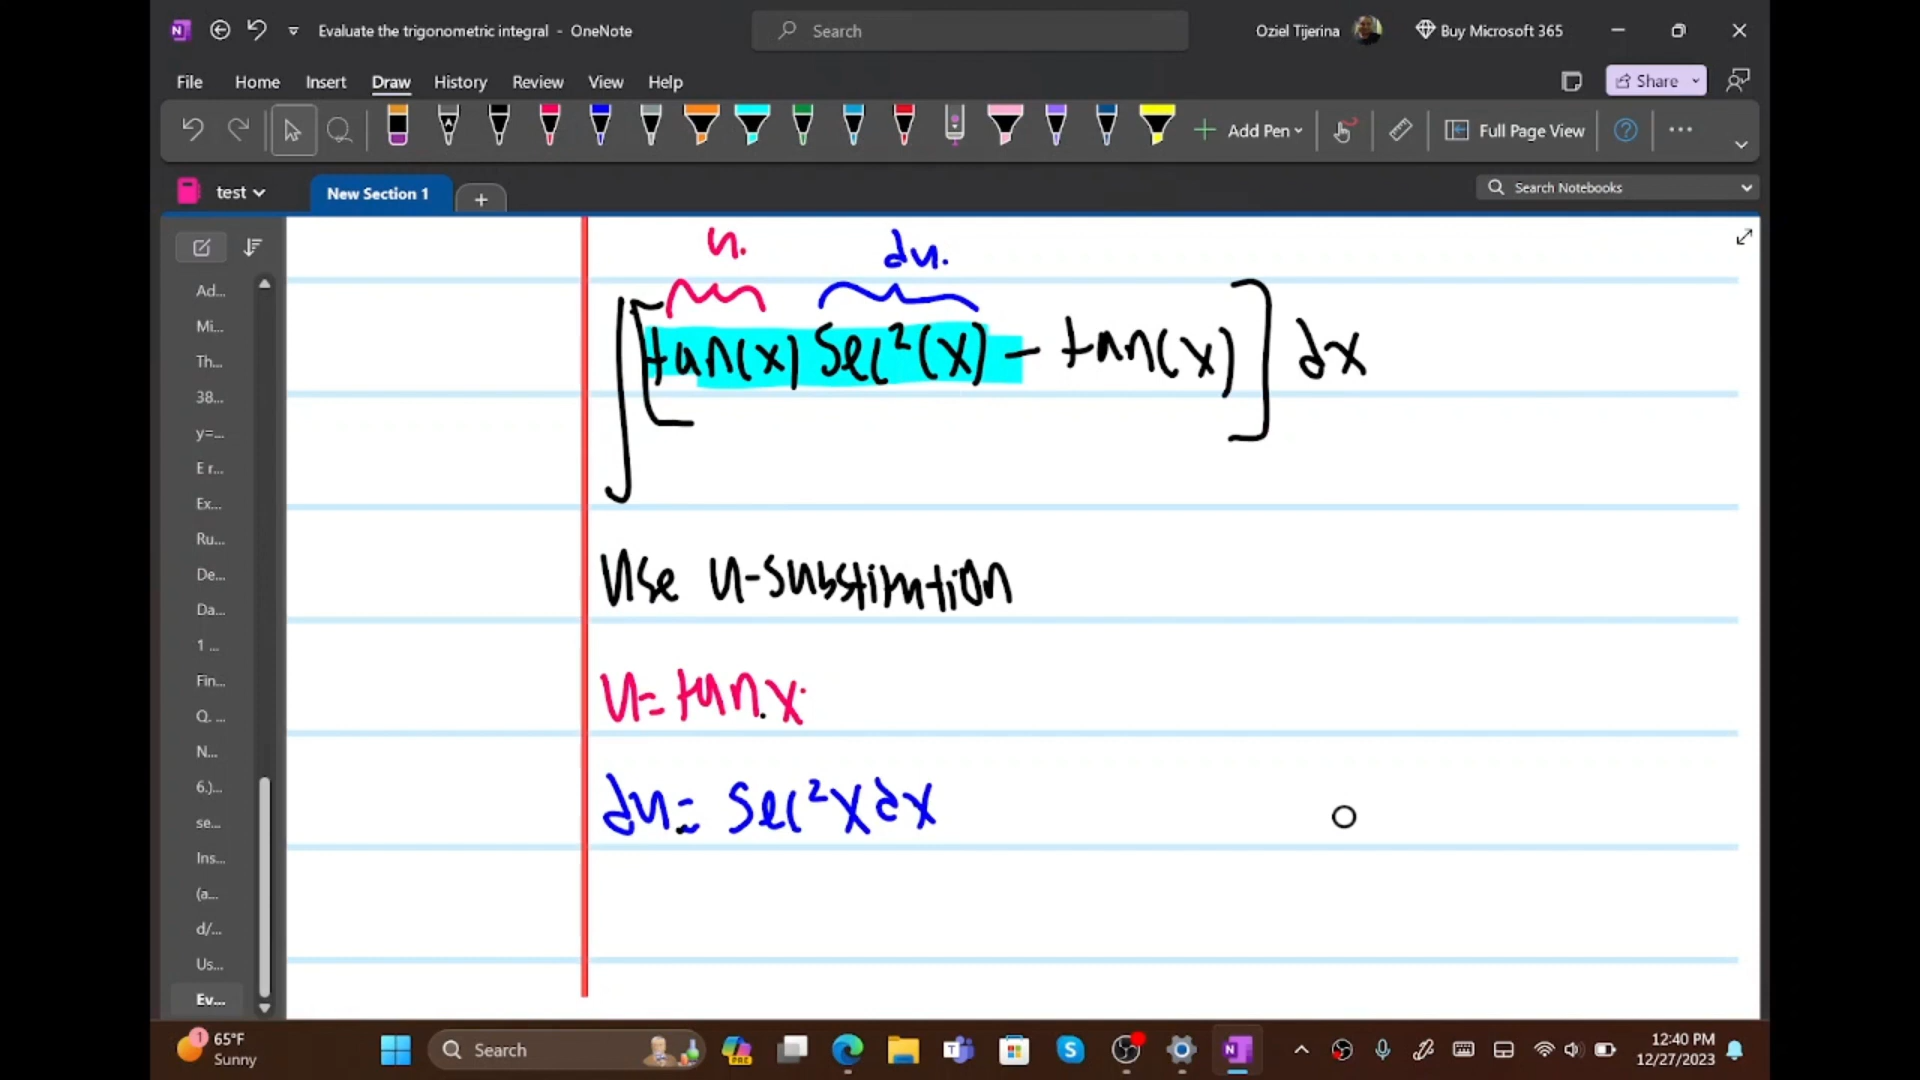 Evaluate the trigonometric integral - OneNote
Search
Oziel Tijerina
Buy Microsoft 365
File Home Insert Draw History Review View Help
Share
Add Pen
Full Page View
test
New Section 1
+
Search Notebooks
Ad...
Mi...
Th...
38...
y=...
E r...
Ex...
Ru...
De...
Da...
1 ...
Fin...
Q. ...
N...
6.)...
se...
Ins...
(a...
d/...
Us...
Ev...
u. du.
∫[tan(x) sec²(x) - tan(x)] dx
Use u-substitution
u= tan x
du= sec²x dx
1
65°F
Sunny
Search
12:40 PM
12/27/2023